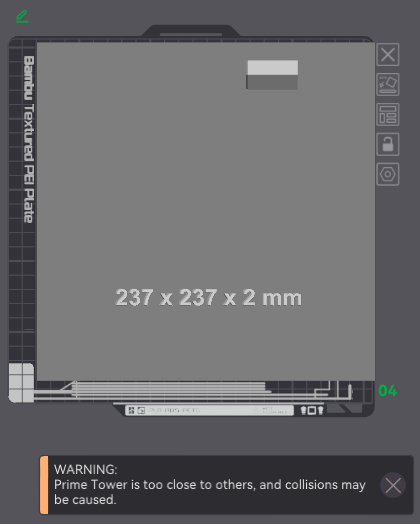 Bambu Textured PEI Plate
237 x 237 x 2 mm
04
WARNING:
Prime Tower is too close to others, and collisions may
be caused.